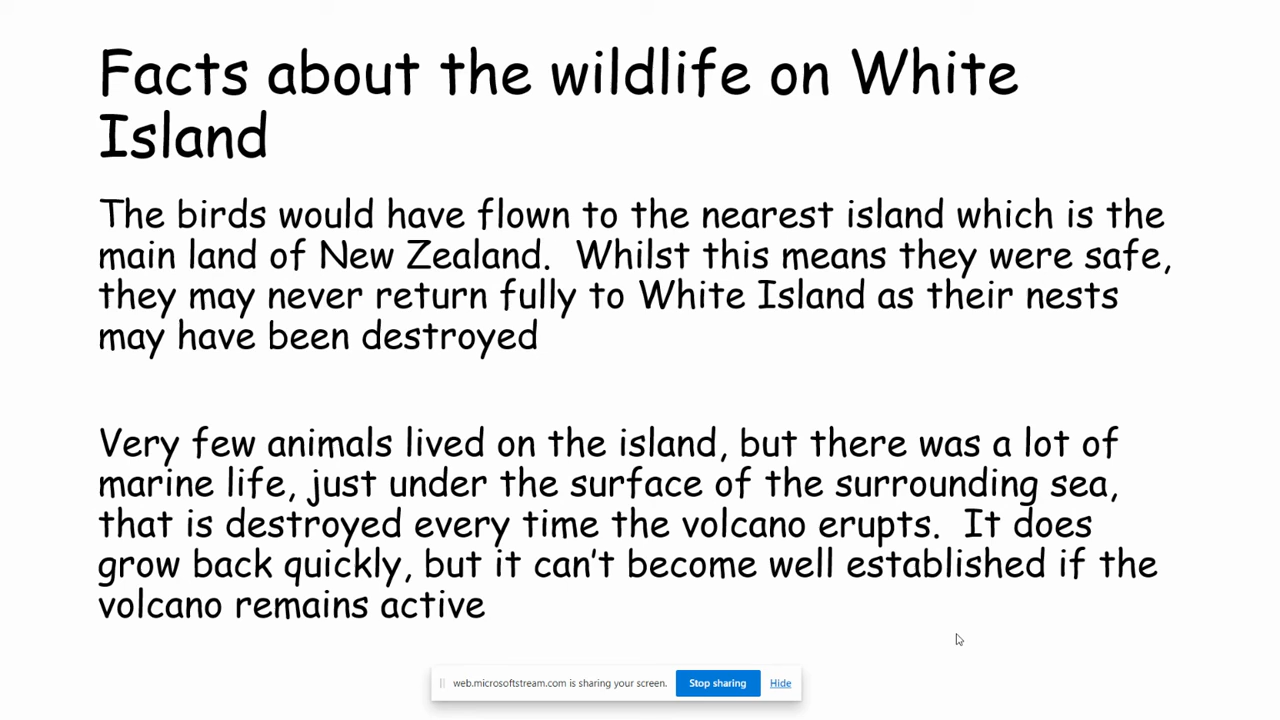 Facts about the wildlife on White
Island
The birds would have flown to the nearest island which is the
main land of New Zealand.  Whilst this means they were safe,
they may never return fully to White Island as their nests
may have been destroyed
Very few animals lived on the island, but there was a lot of
marine life, just under the surface of the surrounding sea,
that is destroyed every time the volcano erupts.  It does
grow back quickly, but it can't become well established if the
volcano remains active
web.microsoftstream.com is sharing your screen. Stop sharing Hide